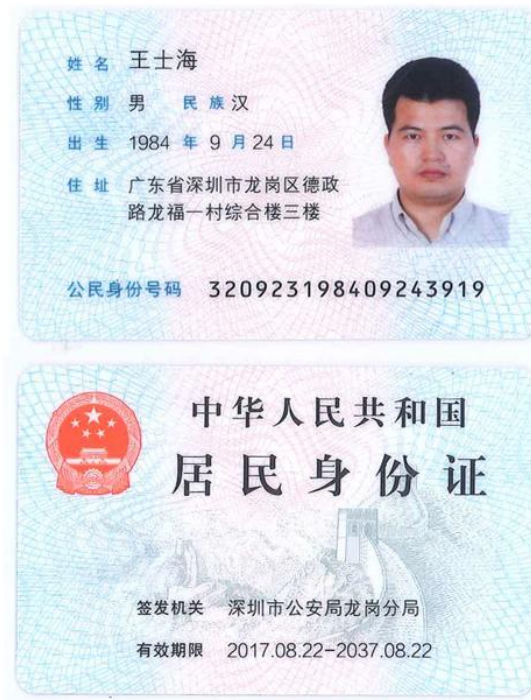 姓名 王士海
性别 男 民族 汉
出生 1984 年 9 月 24 日
住址 广东省深圳市龙岗区德政
路龙福一村综合楼三楼
公民身份号码 320923198409243919
中华人民共和国
居民身份证
签发机关 深圳市公安局龙岗分局
有效期限 2017.08.22-2037.08.22